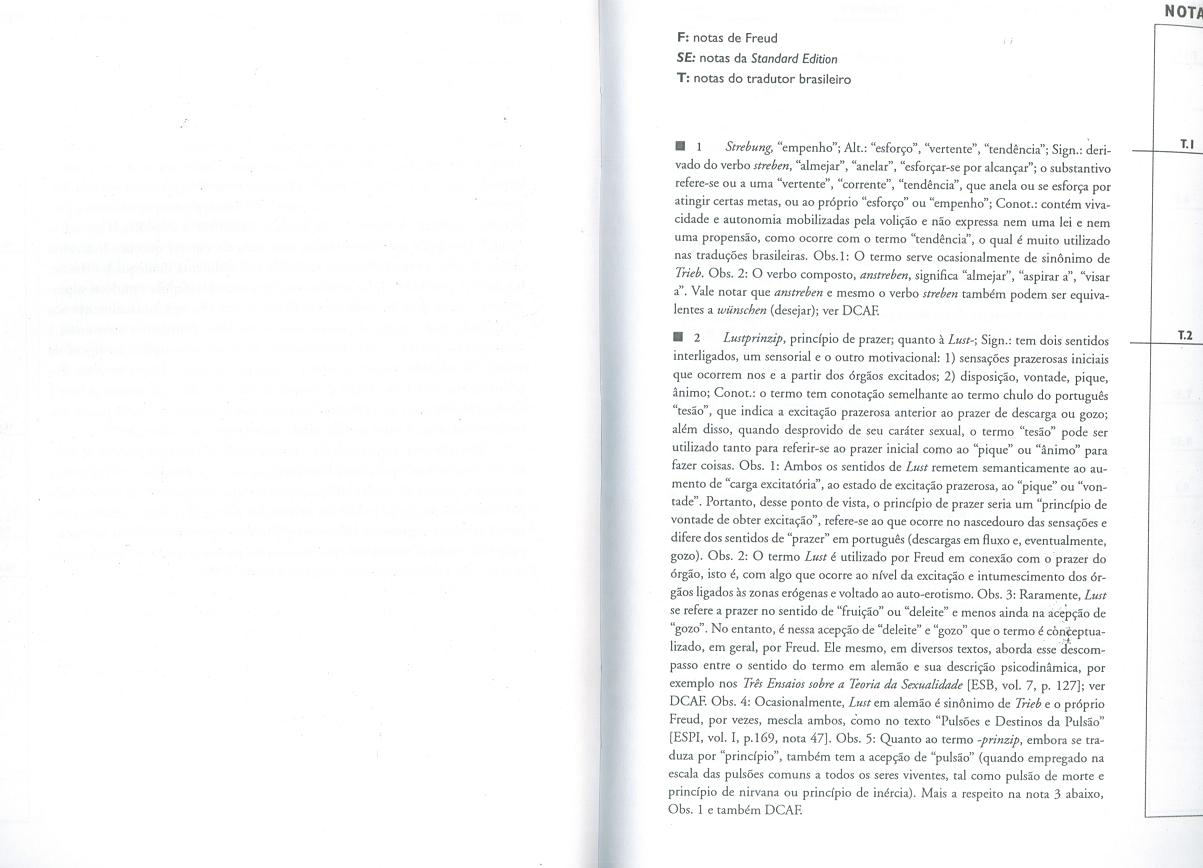 NOTA
F: notas de Freud
SE: notas da Standard Edition
T: notas do tradutor brasileiro
T.1
■ 1 Strebung, “empenho”; Alt.: “esforço”, “vertente”, “tendência”; Sign.: deri-
vado do verbo streben, “almejar”, “anelar”, “esforçar-se por alcançar”; o substantivo
refere-se ou a uma “vertente”, “corrente”, “tendência”, que anela ou se esforça por
atingir certas metas, ou ao próprio “esforço” ou “empenho”; Conot.: contém viva-
cidade e autonomia mobilizadas pela volição e não expressa nem uma lei e nem
uma propensão, como ocorre com o termo “tendência”, o qual é muito utilizado
nas traduções brasileiras. Obs.1: O termo serve ocasionalmente de sinônimo de
Trieb. Obs. 2: O verbo composto, anstreben, significa “almejar”, “aspirar a”, “visar
a”. Vale notar que anstreben e mesmo o verbo streben também podem ser equiva-
lentes a wünschen (desejar); ver DCAF.
T.2
■ 2 Lustprinzip, princípio de prazer; quanto à Lust-; Sign.: tem dois sentidos
interligados, um sensorial e o outro motivacional: 1) sensações prazerosas iniciais
que ocorrem nos e a partir dos órgãos excitados; 2) disposição, vontade, pique,
ânimo; Conot.: o termo tem conotação semelhante ao termo chulo do português
“tesão”, que indica a excitação prazerosa anterior ao prazer de descarga ou gozo;
além disso, quando desprovido de seu caráter sexual, o termo “tesão” pode ser
utilizado tanto para referir-se ao prazer inicial como ao “pique” ou “ânimo” para
fazer coisas. Obs. 1: Ambos os sentidos de Lust remetem semanticamente ao au-
mento de “carga excitatória”, ao estado de excitação prazerosa, ao “pique” ou “von-
tade”. Portanto, desse ponto de vista, o princípio de prazer seria um “princípio de
vontade de obter excitação”, refere-se ao que ocorre no nascedouro das sensações e
difere dos sentidos de “prazer” em português (descargas em fluxo e, eventualmente,
gozo). Obs. 2: O termo Lust é utilizado por Freud em conexão com o prazer do
órgão, isto é, com algo que ocorre ao nível da excitação e intumescimento dos ór-
gãos ligados às zonas erógenas e voltado ao auto-erotismo. Obs. 3: Raramente, Lust
se refere a prazer no sentido de “fruição” ou “deleite” e menos ainda na acepção de
“gozo”. No entanto, é nessa acepção de “deleite” e “gozo” que o termo é conceptua-
lizado, em geral, por Freud. Ele mesmo, em diversos textos, aborda esse descom-
passo entre o sentido do termo em alemão e sua descrição psicodinâmica, por
exemplo nos Três Ensaios sobre a Teoria da Sexualidade [ESB, vol. 7, p. 127]; ver
DCAF. Obs. 4: Ocasionalmente, Lust em alemão é sinônimo de Trieb e o próprio
Freud, por vezes, mescla ambos, como no texto “Pulsões e Destinos da Pulsão”
[ESPI, vol. I, p.169, nota 47]. Obs. 5: Quanto ao termo -prinzip, embora se tra-
duza por “princípio”, também tem a acepção de “pulsão” (quando empregado na
escala das pulsões comuns a todos os seres viventes, tal como pulsão de morte e
princípio de nirvana ou princípio de inércia). Mais a respeito na nota 3 abaixo,
Obs. 1 e também DCAF.